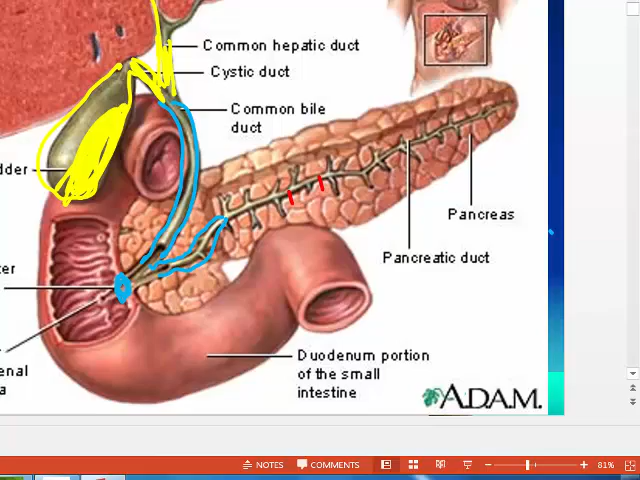 Common hepatic duct
Cystic duct
Common bile
duct
dder
Pancreas
Pancreatic duct
ter
Duodenum portion
of the small
intestine
enal
a
A.D.A.M.
NOTES
COMMENTS
81%